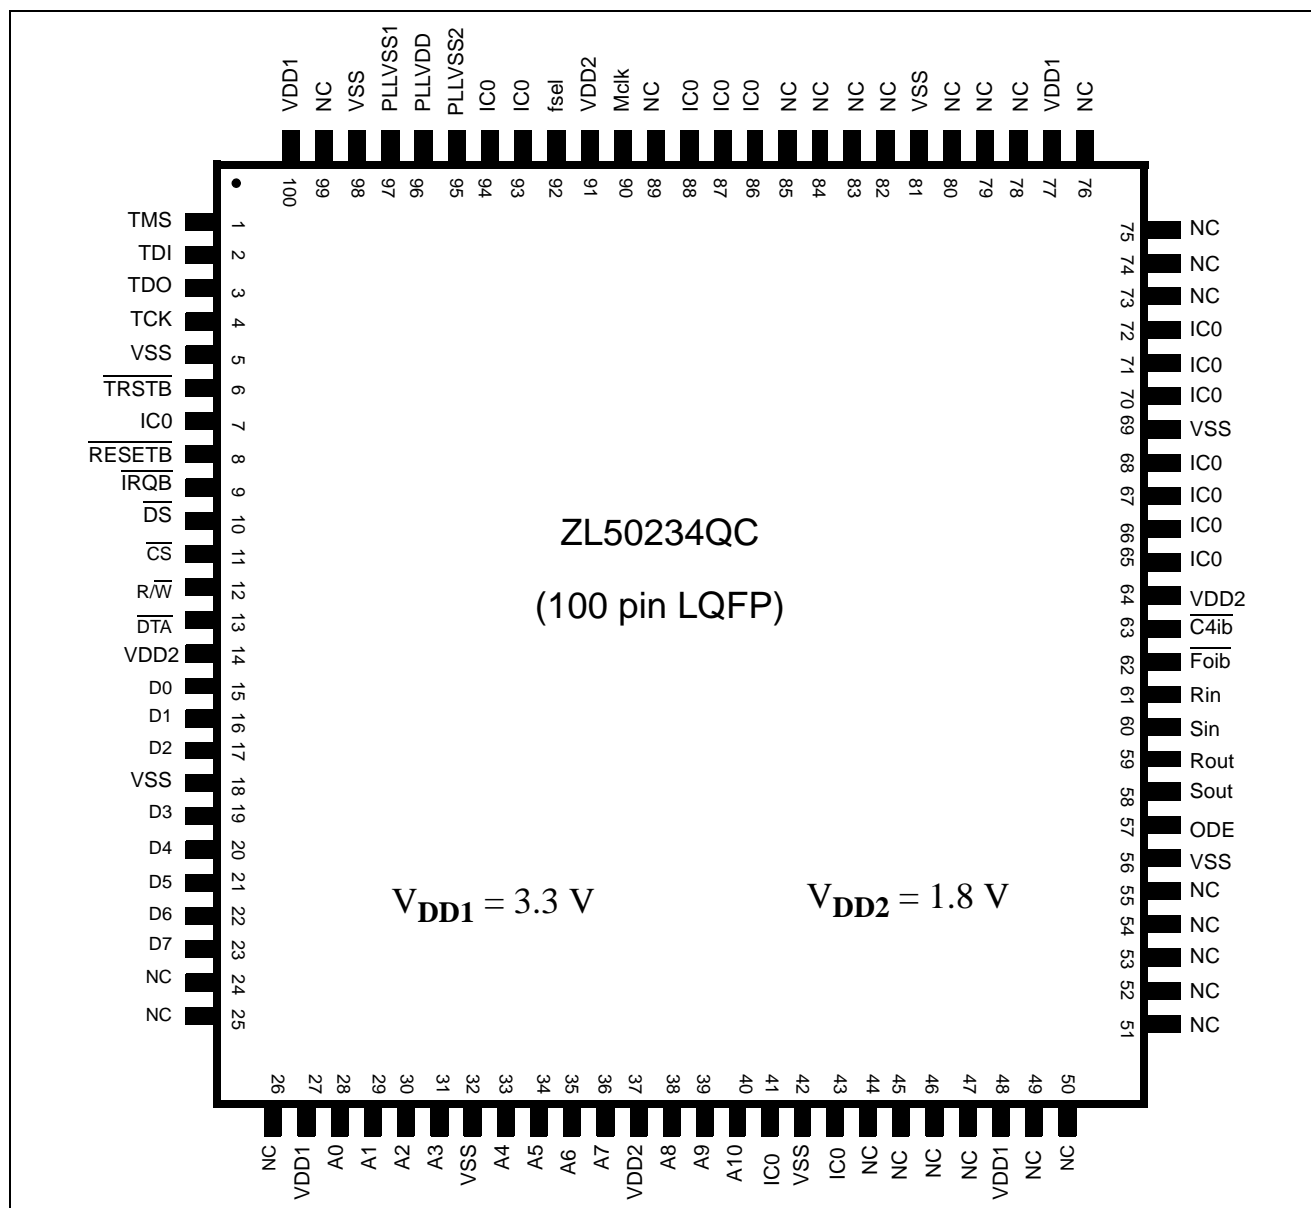 VDD1 NC VSS PLLVSS1 PLLVDD PLLVSS2 IC0 IC0 fsel VDD2 Mclk NC IC0 IC0 IC0 NC NC NC NC VSS NC NC NC VDD1 NC
100 99 98 97 96 95 94 93 92 91 90 89 88 87 86 85 84 83 82 81 80 79 78 77 76
TMS 1
TDI 2
TDO 3
TCK 4
VSS 5
TRSTB 6
IC0 7
RESETB 8
IRQB 9
DS 10
CS 11
R/W 12
DTA 13
VDD2 14
D0 15
D1 16
D2 17
VSS 18
D3 19
D4 20
D5 21
D6 22
D7 23
NC 24
NC 25
ZL50234QC
(100 pin LQFP)
VDD1 = 3.3 V
VDD2 = 1.8 V
75 NC
74 NC
73 NC
72 IC0
71 IC0
70 IC0
69 VSS
68 IC0
67 IC0
66 IC0
65 IC0
64 VDD2
63 C4ib
62 Foib
61 Rin
60 Sin
59 Rout
58 Sout
57 ODE
56 VSS
55 NC
54 NC
53 NC
52 NC
51 NC
26 27 28 29 30 31 32 33 34 35 36 37 38 39 40 41 42 43 44 45 46 47 48 49 50
NC VDD1 A0 A1 A2 A3 VSS A4 A5 A6 A7 VDD2 A8 A9 A10 IC0 VSS IC0 NC NC NC NC VDD1 NC NC